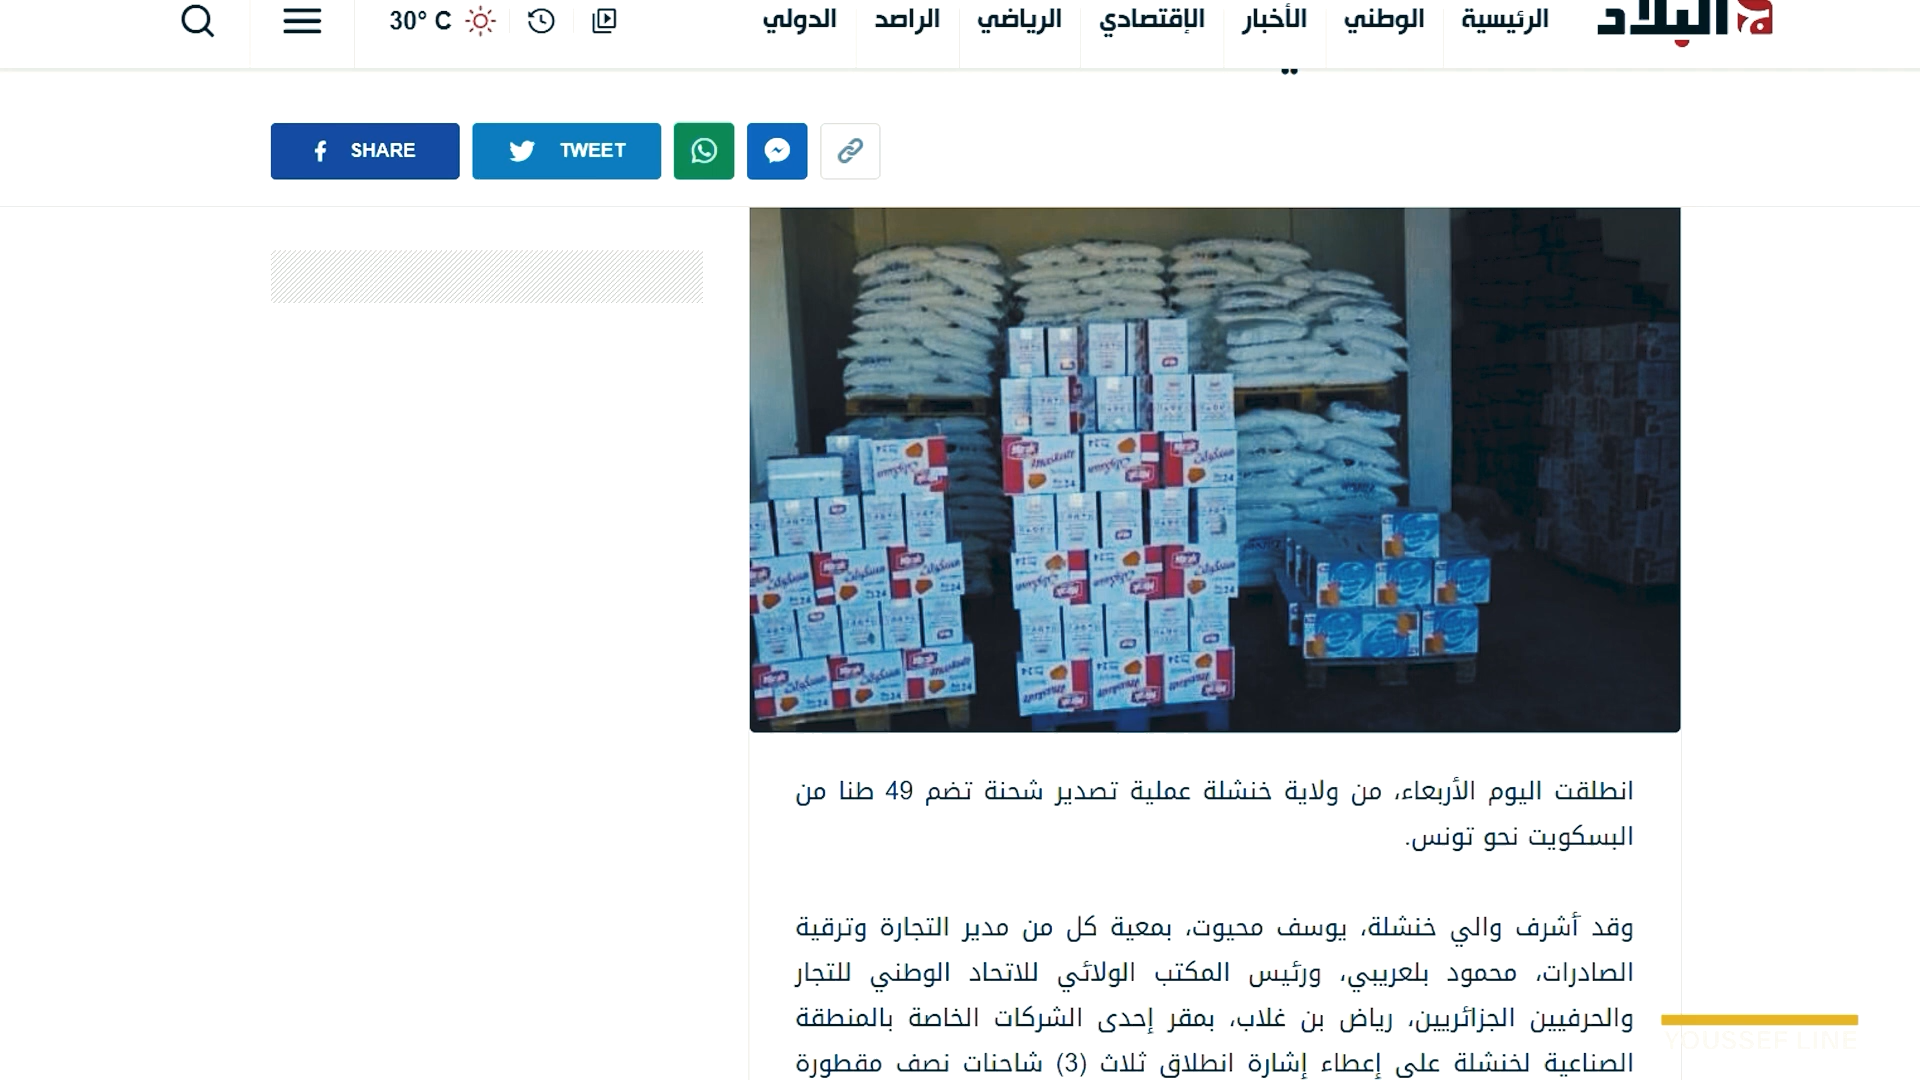 البلاد
الرئيسية
الوطني
الأخبار
الإقتصادي
الرياضي
الراصد
الدولي
30° C
SHARE
TWEET
انطلقت اليوم الأربعاء، من ولاية خنشلة عملية تصدير شحنة تضم 49 طنا من
البسكويت نحو تونس.
وقد أشرف والي خنشلة، يوسف محيوت، بمعية كل من مدير التجارة وترقية
الصادرات، محمود بلعريبي، ورئيس المكتب الولائي للاتحاد الوطني للتجار
والحرفيين الجزائريين، رياض بن غلاب، بمقر إحدى الشركات الخاصة بالمنطقة
الصناعية لخنشلة على إعطاء إشارة انطلاق ثلاث (3) شاحنات نصف مقطورة
YOUSSEF LINE